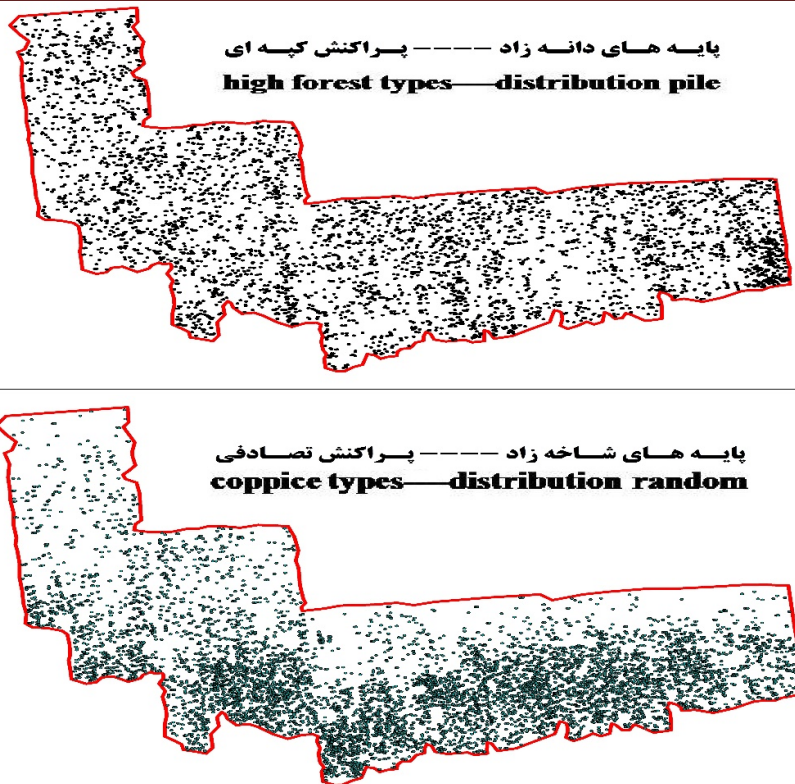 پایه های دانه زاد ---- پراکنش کپه ای
high forest types—distribution pile
پایه های شاخه زاد ---- پراکنش تصادفی
coppice types—distribution random